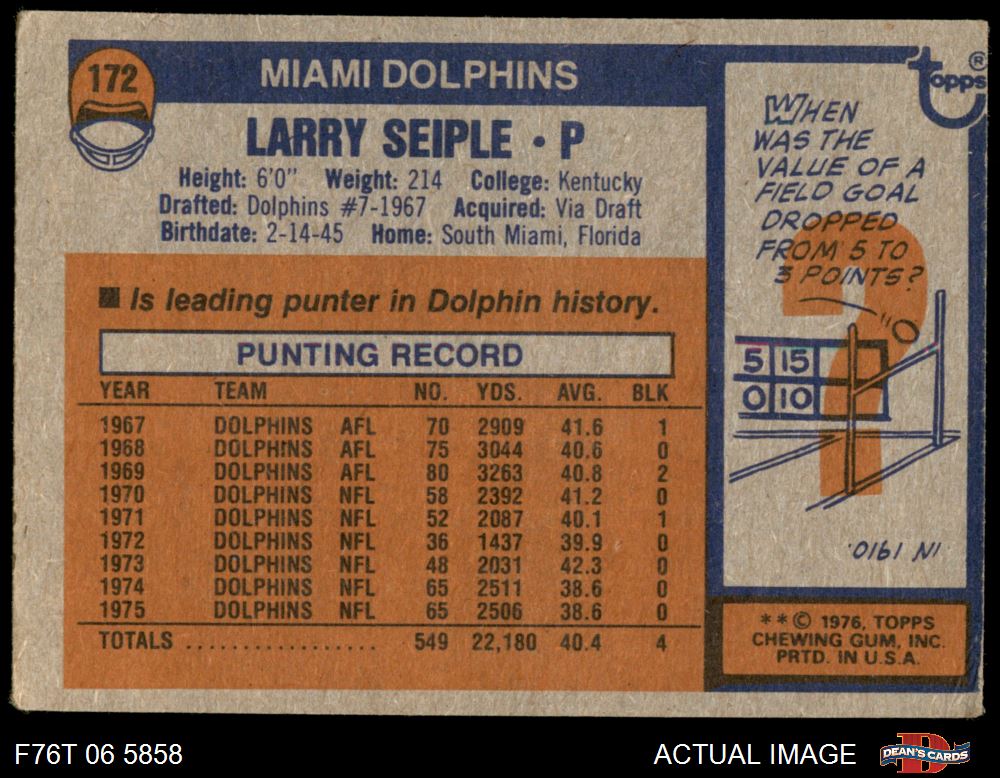 172
MIAMI DOLPHINS
LARRY SEIPLE • P
Height: 6'0" Weight: 214 College: Kentucky
Drafted: Dolphins #7-1967 Acquired: Via Draft
Birthdate: 2-14-45 Home: South Miami, Florida
Is leading punter in Dolphin history.
PUNTING RECORD
YEAR TEAM NO. YDS. AVG. BLK
1967 DOLPHINS AFL 70 2909 41.6 1
1968 DOLPHINS AFL 75 3044 40.6 0
1969 DOLPHINS AFL 80 3263 40.8 2
1970 DOLPHINS NFL 58 2392 41.2 0
1971 DOLPHINS NFL 52 2087 40.1 1
1972 DOLPHINS NFL 36 1437 39.9 0
1973 DOLPHINS NFL 48 2031 42.3 0
1974 DOLPHINS NFL 65 2511 38.6 0
1975 DOLPHINS NFL 65 2506 38.6 0
TOTALS .................. 549 22,180 40.4 4
topps®
WHEN
WAS THE
VALUE OF A
FIELD GOAL
DROPPED
FROM 5 TO
3 POINTS?
?
5 15
0 10
IN 1910.
**© 1976, TOPPS
CHEWING GUM, INC.
PRTD. IN U.S.A.
F76T 06 5858
ACTUAL IMAGE
DEAN'S CARDS